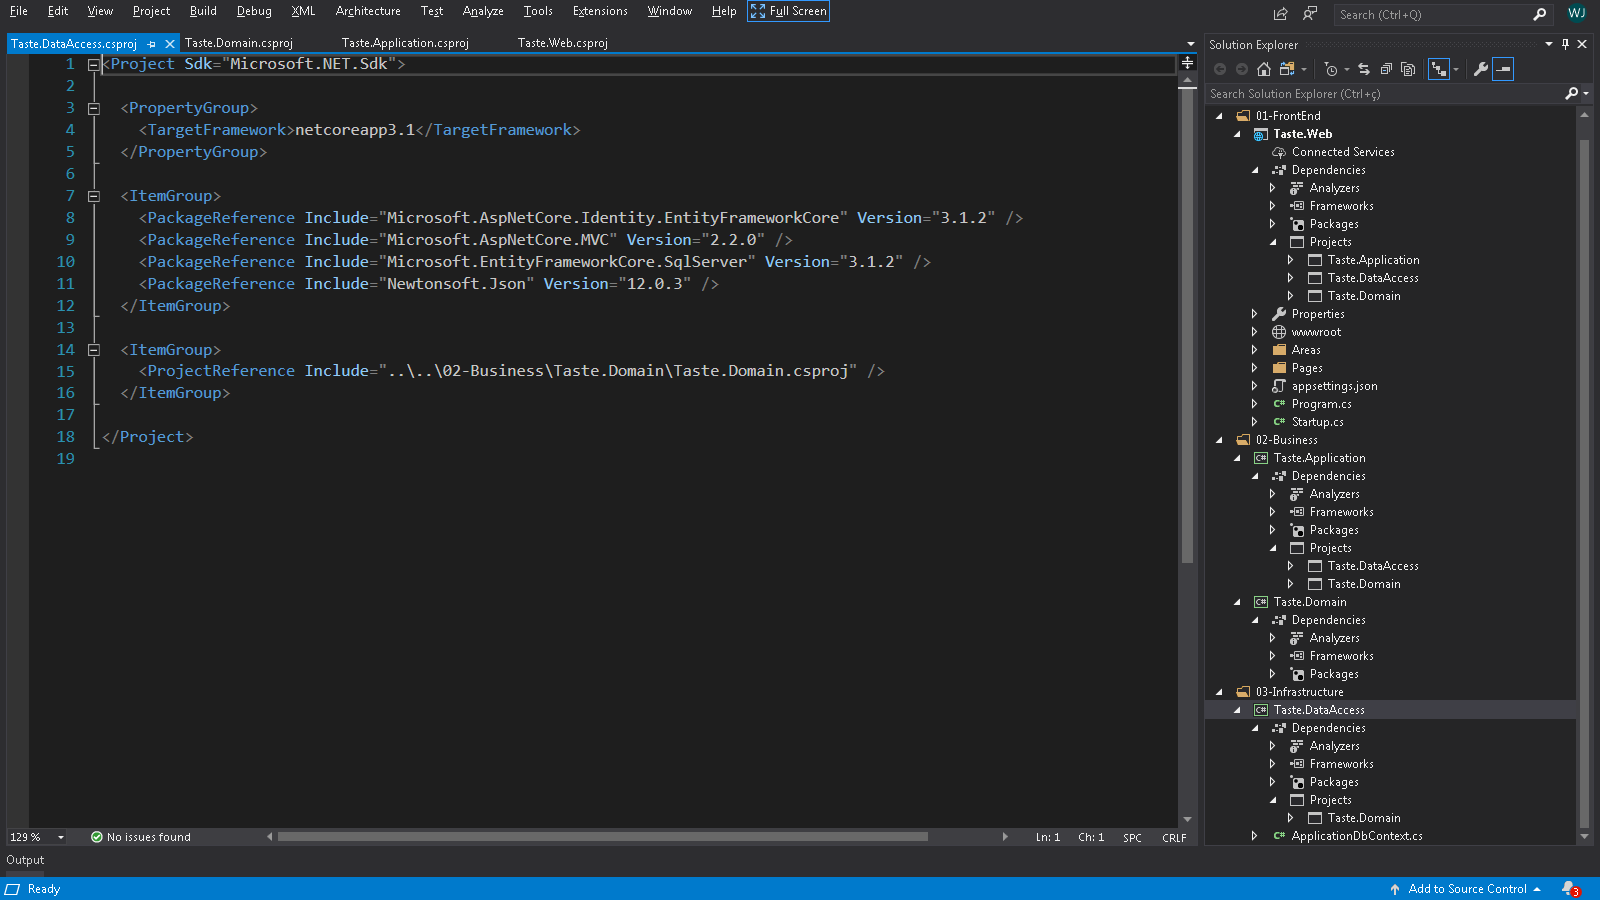 File Edit View Project Build Debug XML Architecture Test Analyze Tools Extensions Window Help Full Screen Search (Ctrl+Q) WJ
Taste.DataAccess.csproj Taste.Domain.csproj Taste.Application.csproj Taste.Web.csproj
1 <Project Sdk="Microsoft.NET.Sdk">
2
3 <PropertyGroup>
4 <TargetFramework>netcoreapp3.1</TargetFramework>
5 </PropertyGroup>
6
7 <ItemGroup>
8 <PackageReference Include="Microsoft.AspNetCore.Identity.EntityFrameworkCore" Version="3.1.2" />
9 <PackageReference Include="Microsoft.AspNetCore.MVC" Version="2.2.0" />
10 <PackageReference Include="Microsoft.EntityFrameworkCore.SqlServer" Version="3.1.2" />
11 <PackageReference Include="Newtonsoft.Json" Version="12.0.3" />
12 </ItemGroup>
13
14 <ItemGroup>
15 <ProjectReference Include="..\..\02-Business\Taste.Domain\Taste.Domain.csproj" />
16 </ItemGroup>
17
18 </Project>
19
129 % No issues found Ln: 1 Ch: 1 SPC CRLF
Solution Explorer
Search Solution Explorer (Ctrl+ç)
01-FrontEnd
Taste.Web
Connected Services
Dependencies
Analyzers
Frameworks
Packages
Projects
Taste.Application
Taste.DataAccess
Taste.Domain
Properties
wwwroot
Areas
Pages
appsettings.json
C# Program.cs
C# Startup.cs
02-Business
C# Taste.Application
Dependencies
Analyzers
Frameworks
Packages
Projects
Taste.DataAccess
Taste.Domain
C# Taste.Domain
Dependencies
Analyzers
Frameworks
Packages
03-Infrastructure
C# Taste.DataAccess
Dependencies
Analyzers
Frameworks
Packages
Projects
Taste.Domain
C# ApplicationDbContext.cs
Output
Ready Add to Source Control 3